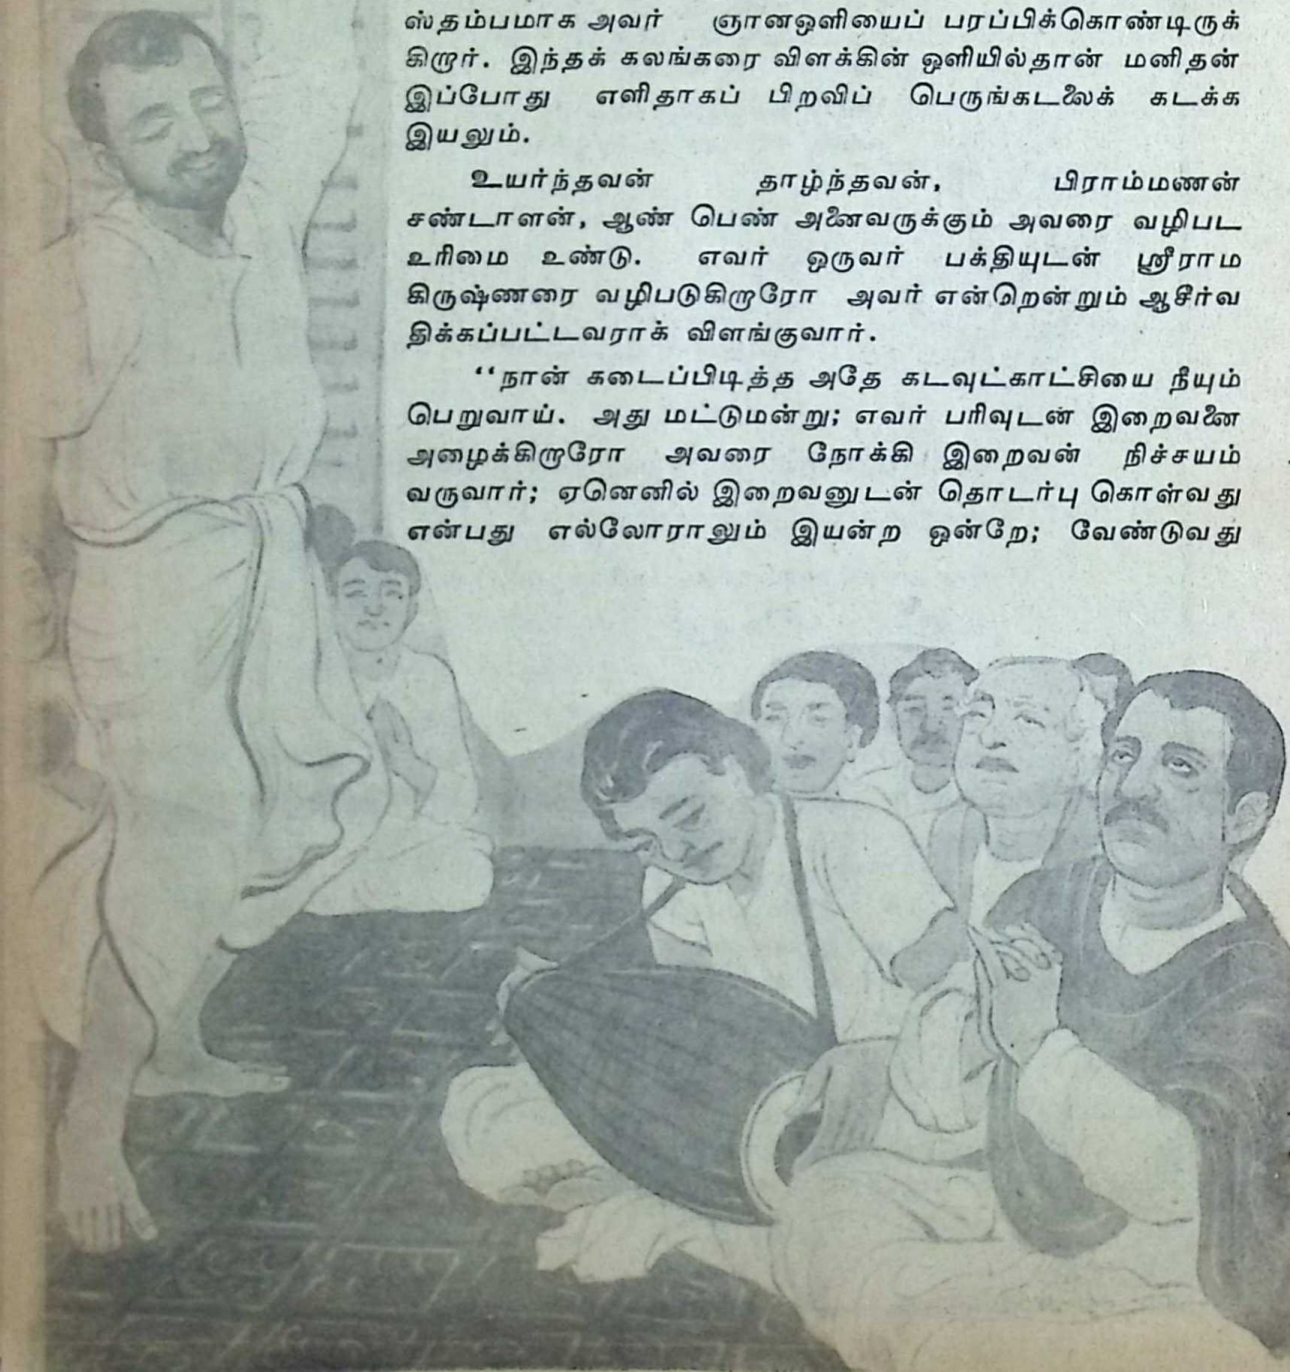 ஸ்தம்பமாக அவர் ஞானஒளியைப் பரப்பிக்கொண்டிருக்
கிறார். இந்தக் கலங்கரை விளக்கின் ஒளியில்தான் மனிதன்
இப்போது எளிதாகப் பிறவிப் பெருங்கடலைக் கடக்க
இயலும்.
உயர்ந்தவன் தாழ்ந்தவன், பிராம்மணன்
சண்டாளன், ஆண் பெண் அனைவருக்கும் அவரை வழிபட
உரிமை உண்டு. எவர் ஒருவர் பக்தியுடன் ஸ்ரீராம
கிருஷ்ணரை வழிபடுகிறாரோ அவர் என்றென்றும் ஆசீர்வ
திக்கப்பட்டவராக் விளங்குவார்.
“நான் கடைப்பிடித்த அதே கடவுட்காட்சியை நீயும்
பெறுவாய். அது மட்டுமன்று; எவர் பரிவுடன் இறைவனை
அழைக்கிறாரோ அவரை நோக்கி இறைவன் நிச்சயம்
வருவார்; ஏனெனில் இறைவனுடன் தொடர்பு கொள்வது
என்பது எல்லோராலும் இயன்ற ஒன்றே; வேண்டுவது